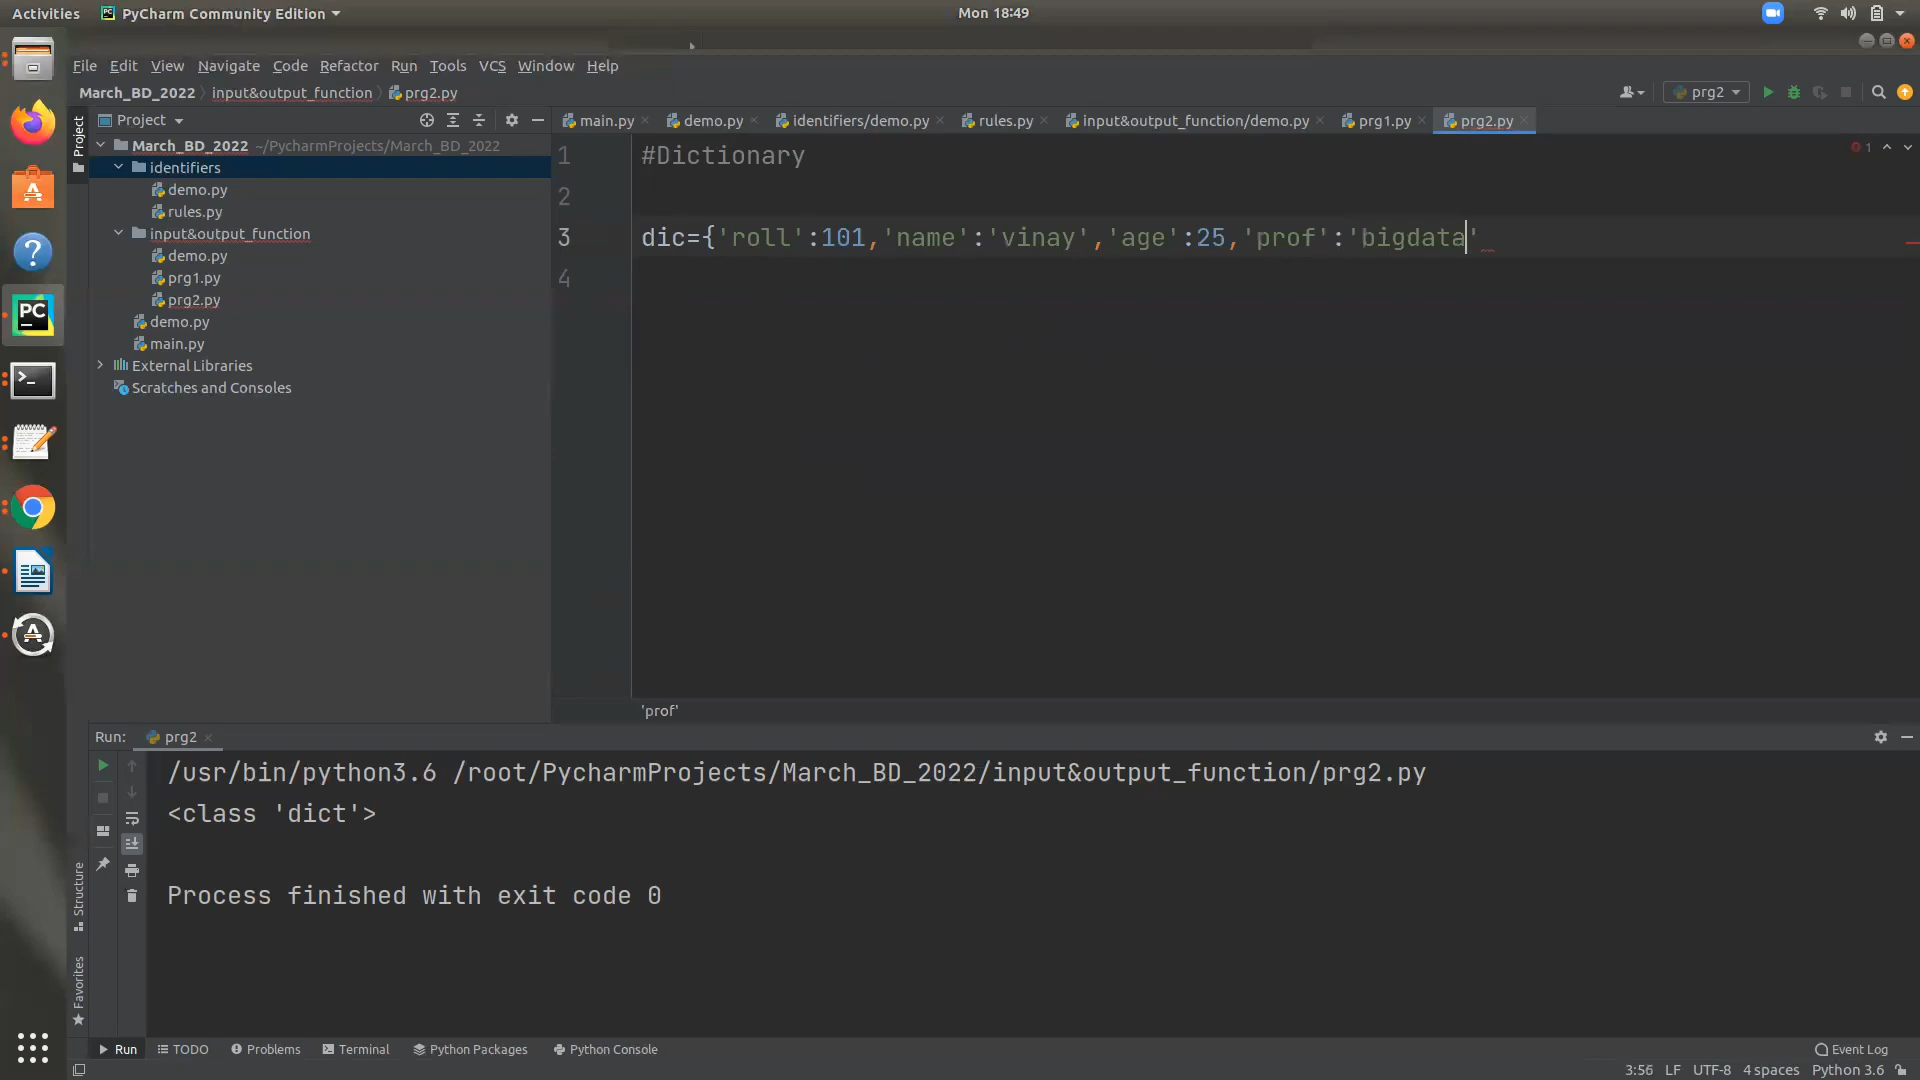 Activities PyCharm Community Edition Mon 18:49
File Edit View Navigate Code Refactor Run Tools VCS Window Help
March_BD_2022 input&output_function prg2.py prg2
Project main.py demo.py identifiers/demo.py rules.py input&output_function/demo.py prg1.py prg2.py
Project
March_BD_2022 ~/PycharmProjects/March_BD_2022
identifiers
demo.py
rules.py
input&output_function
demo.py
prg1.py
prg2.py
demo.py
main.py
External Libraries
Scratches and Consoles
1 #Dictionary 1
2
3 dic={'roll':101,'name':'vinay','age':25,'prof':'bigdata'
4
'prof'
Run: prg2
/usr/bin/python3.6 /root/PycharmProjects/March_BD_2022/input&output_function/prg2.py
<class 'dict'>
Process finished with exit code 0
Structure
Favorites
Run TODO Problems Terminal Python Packages Python Console Event Log
3:56 LF UTF-8 4 spaces Python 3.6